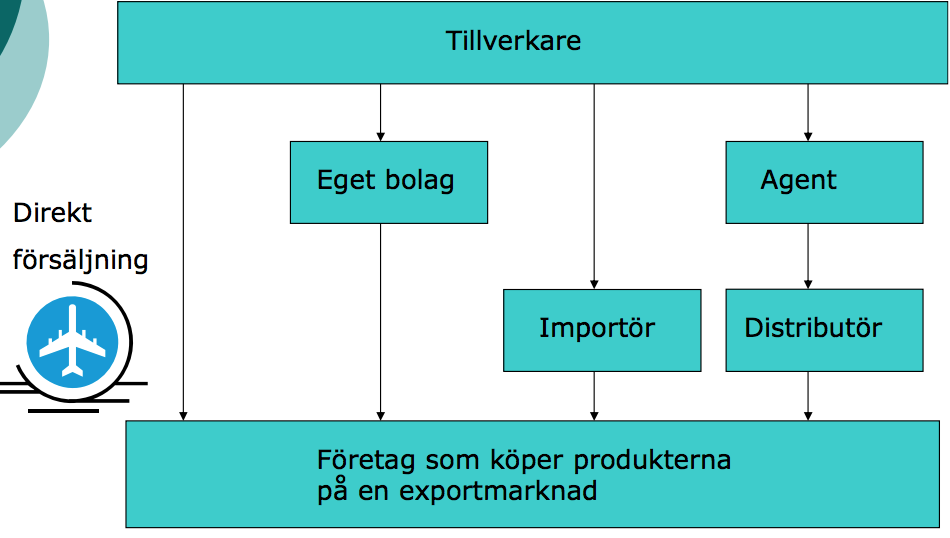 Tillverkare
Eget bolag
Agent
Direkt
försäljning
Importör
Distributör
Företag som köper produkterna
på en exportmarknad